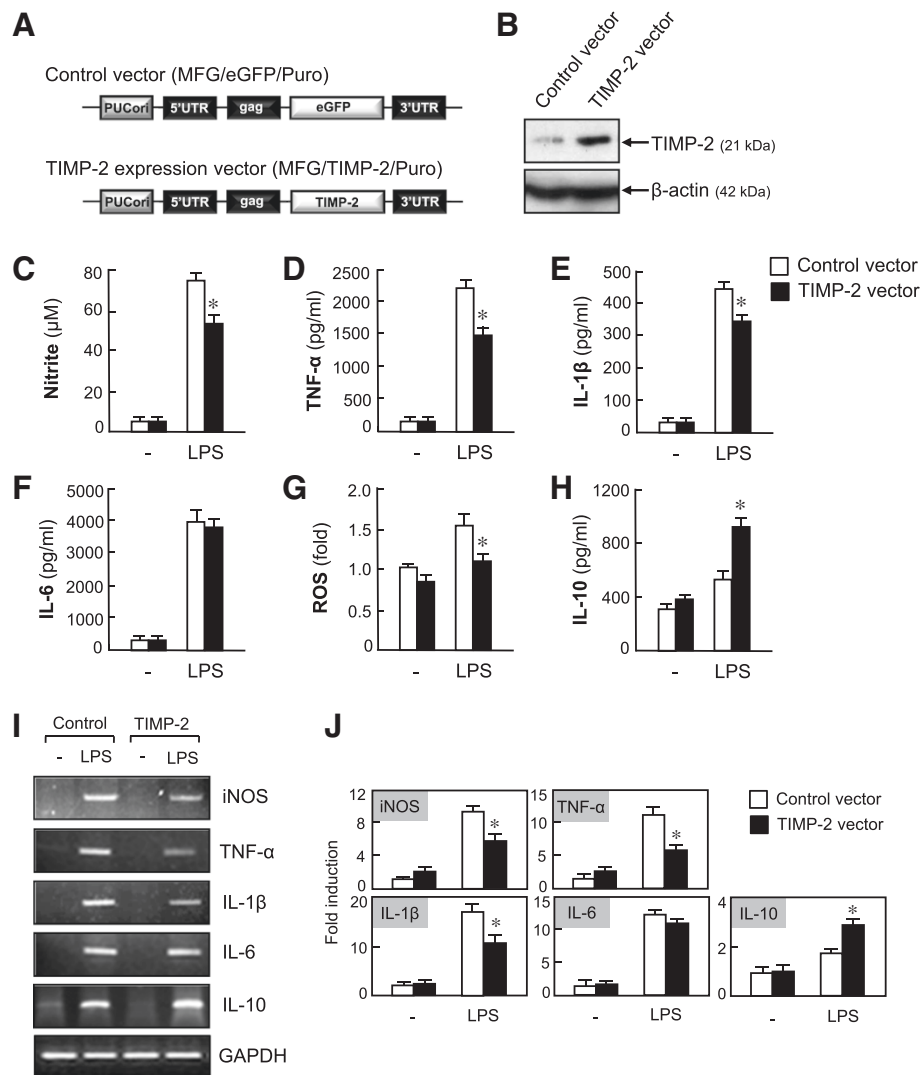 A
Control vector (MFG/eGFP/Puro)
PUCori 5'UTR gag eGFP 3'UTR
TIMP-2 expression vector (MFG/TIMP-2/Puro)
PUCori 5'UTR gag TIMP-2 3'UTR
B
Control vector
TIMP-2 vector
TIMP-2 (21 kDa)
β-actin (42 kDa)
C
Nitrite (µM)
80
60
40
20
0
- LPS
*
D
TNF-α (pg/ml)
2500
2000
1500
1000
500
0
- LPS
*
E
IL-1β (pg/ml)
500
400
300
200
100
0
- LPS
*
Control vector
TIMP-2 vector
F
IL-6 (pg/ml)
5000
4000
3000
2000
1000
0
- LPS
G
ROS (fold)
2.0
1.5
1.0
0.5
0
- LPS
*
H
IL-10 (pg/ml)
1200
800
400
0
- LPS
*
I
Control TIMP-2
- LPS - LPS
iNOS
TNF-α
IL-1β
IL-6
IL-10
GAPDH
J
Fold induction
iNOS
12
8
4
0
*
TNF-α
15
10
5
0
*
Control vector
TIMP-2 vector
IL-1β
20
10
0
*
- LPS
IL-6
15
10
5
0
- LPS
IL-10
4
2
0
*
- LPS